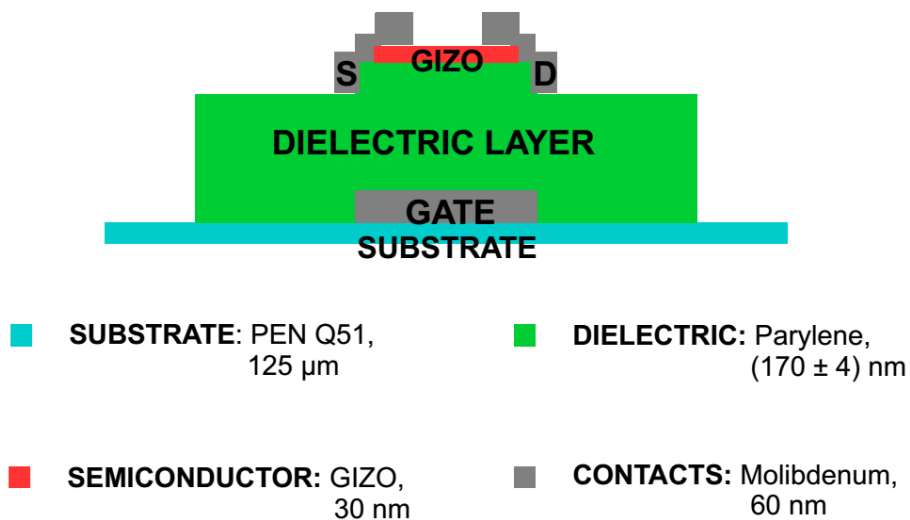 GIZO
S
D
DIELECTRIC LAYER
GATE
SUBSTRATE
SUBSTRATE: PEN Q51,
125 µm
DIELECTRIC: Parylene,
(170 ± 4) nm
SEMICONDUCTOR: GIZO,
30 nm
CONTACTS: Molibdenum,
60 nm